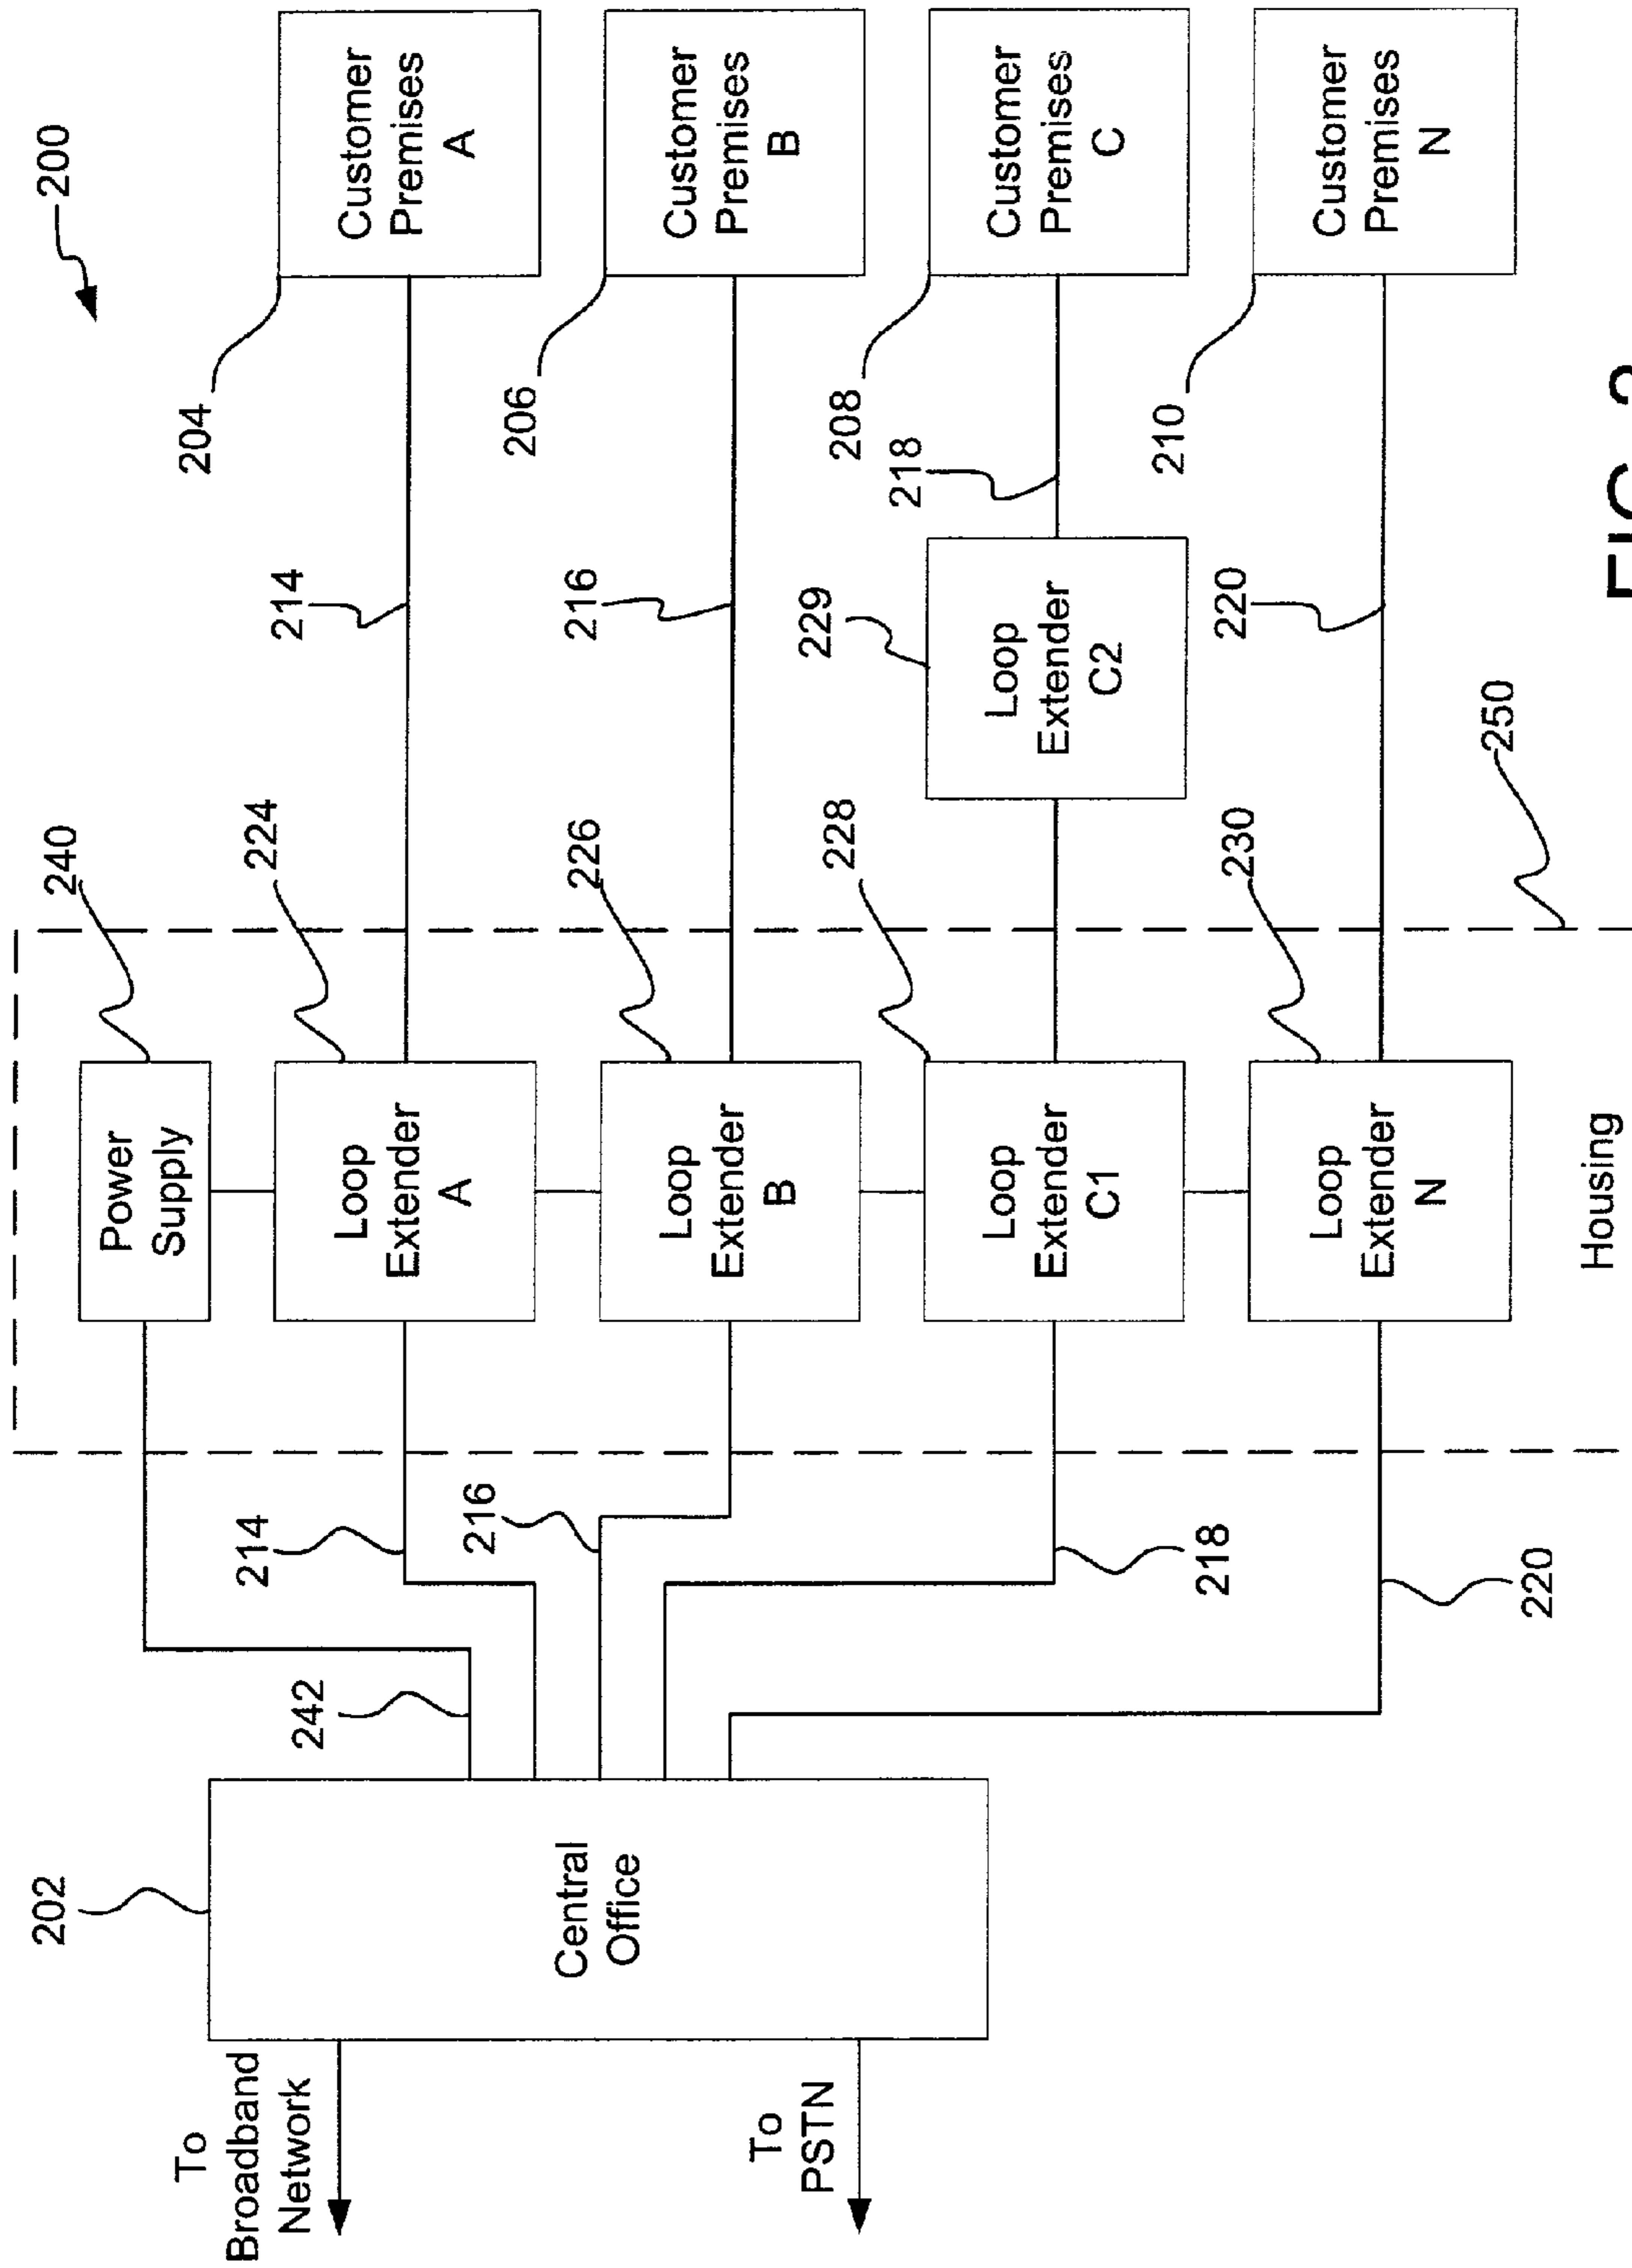 202
240
200
Power
Supply
To
Broadband
Network
204
214
224
214
242
Loop
Extender
A
Customer
Premises
A
216
206
Central
Office
226
216
Loop
Extender
B
Customer
Premises
B
To
PSTN
229
228
208
218
Loop
Extender
C1
Loop
Extender
C2
Customer
Premises
C
210
218
220
230
Loop
Extender
N
Customer
Premises
N
250
220
Housing